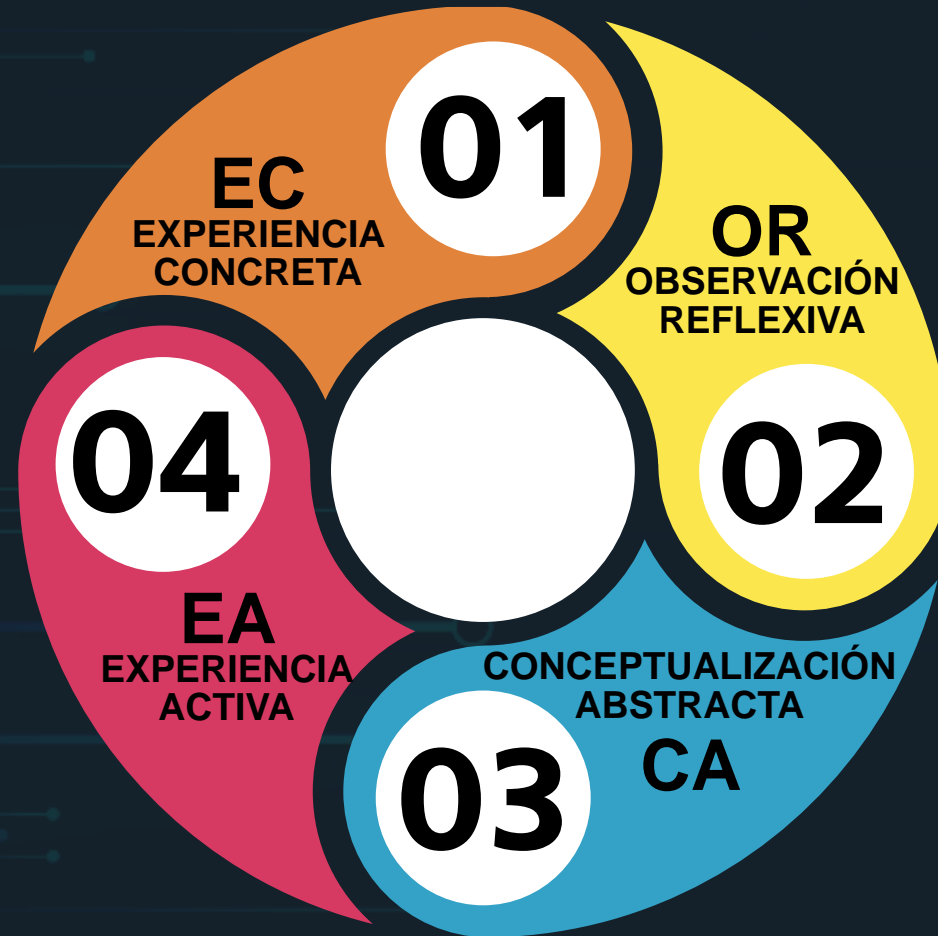 01
EC
EXPERIENCIA
CONCRETA
OR
OBSERVACIÓN
REFLEXIVA
02
CONCEPTUALIZACIÓN
ABSTRACTA
CA
03
04
EA
EXPERIENCIA
ACTIVA